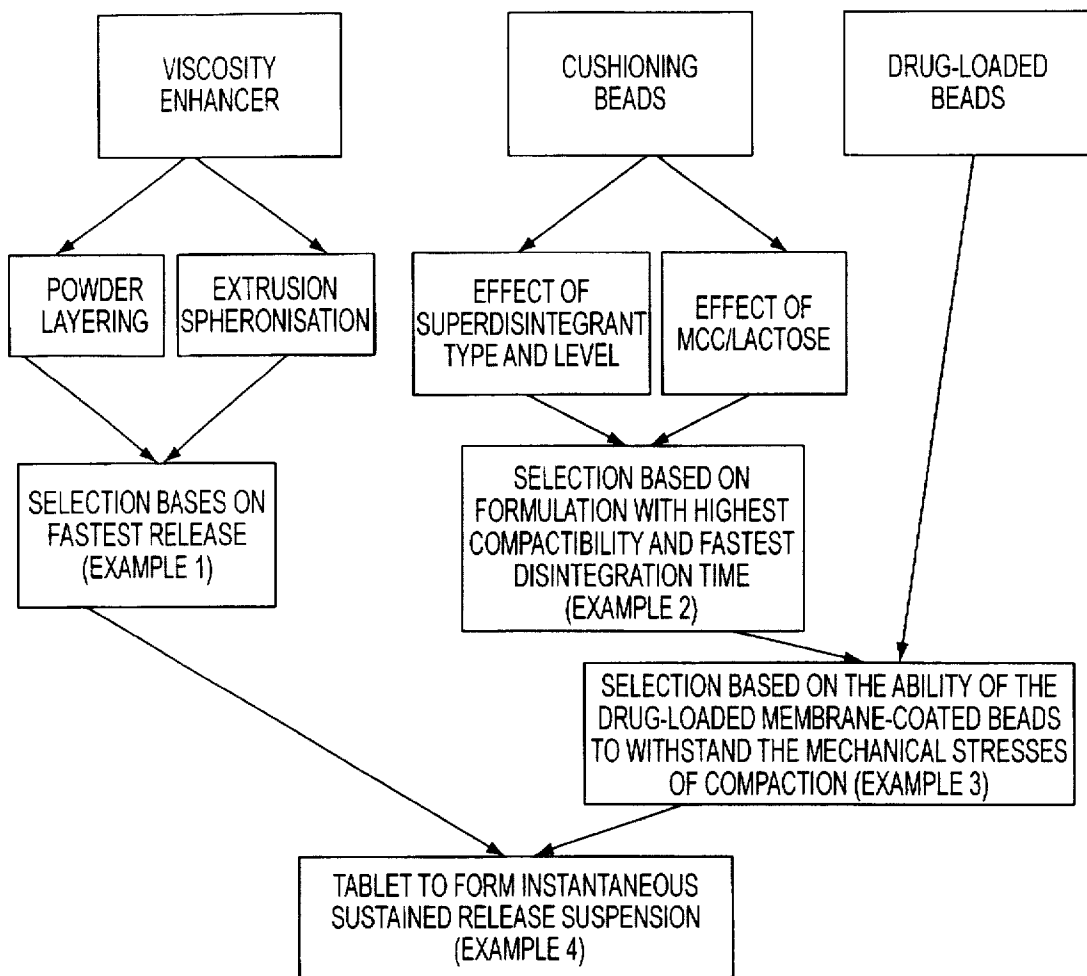 VISCOSITY
ENHANCER
CUSHIONING
BEADS
DRUG-LOADED
BEADS
POWDER
LAYERING
EXTRUSION
SPHERONISATION
EFFECT OF
SUPERDISINTEGRANT
TYPE AND LEVEL
EFFECT OF
MCC/LACTOSE
SELECTION BASES ON
FASTEST RELEASE
(EXAMPLE 1)
SELECTION BASED ON
FORMULATION WITH HIGHEST
COMPACTIBILITY AND FASTEST
DISINTEGRATION TIME
(EXAMPLE 2)
SELECTION BASED ON THE ABILITY OF THE
DRUG-LOADED MEMBRANE-COATED BEADS
TO WITHSTAND THE MECHANICAL STRESSES
OF COMPACTION (EXAMPLE 3)
TABLET TO FORM INSTANTANEOUS
SUSTAINED RELEASE SUSPENSION
(EXAMPLE 4)